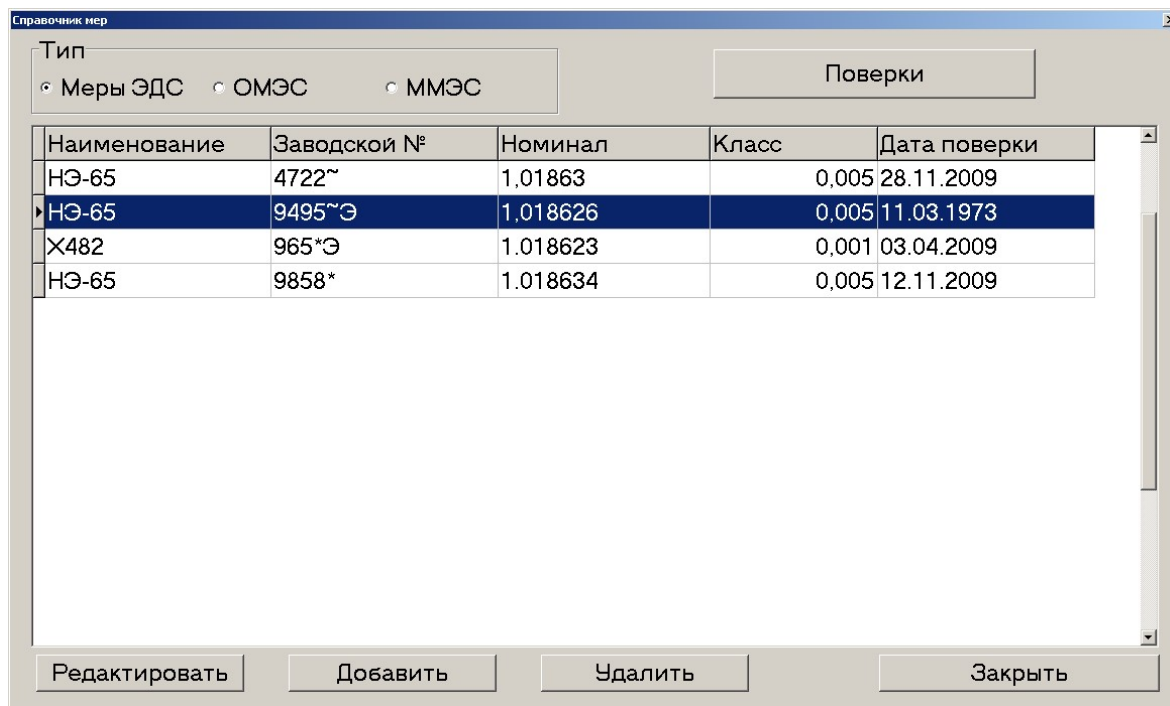 Справочник мер
Тип
Меры ЭДС ОМЭС ММЭС
Поверки
Наименование Заводской № Номинал Класс Дата поверки
НЭ-65 4722~ 1,01863 0,005 28.11.2009
НЭ-65 9495~Э 1,018626 0,005 11.03.1973
X482 965*Э 1.018623 0,001 03.04.2009
НЭ-65 9858* 1.018634 0,005 12.11.2009
Редактировать Добавить Удалить Закрыть